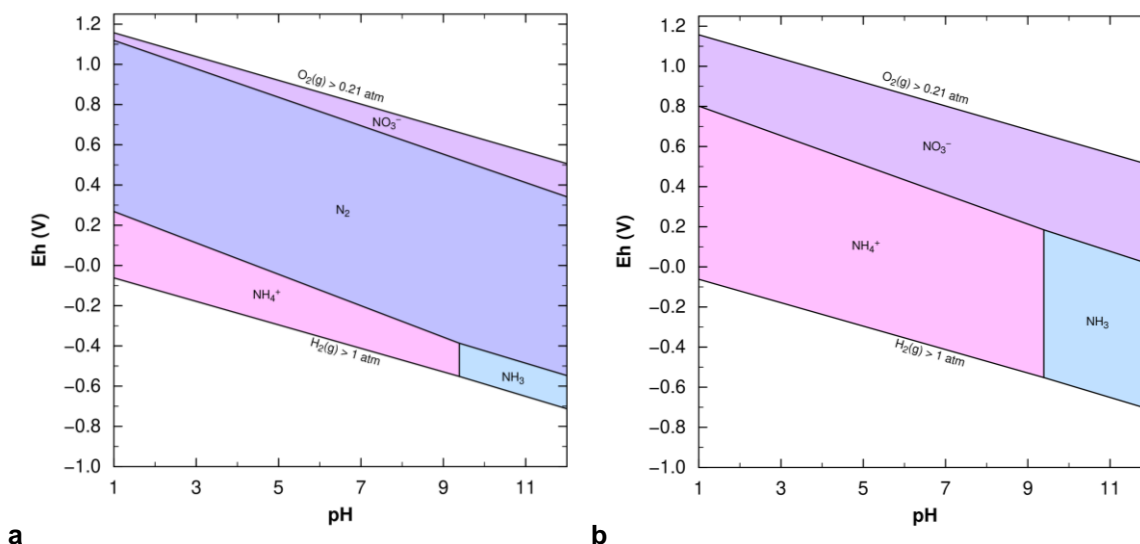 1.2
1.0
0.8
0.6
0.4
0.2
−0.0
−0.2
−0.4
−0.6
−0.8
−1.0
Eh (V)
O₂(g) > 0.21 atm
NO₃⁻
N₂
NH₄⁺
H₂(g) > 1 atm
NH₃
1 3 5 7 9 11
pH
a
1.2
1.0
0.8
0.6
0.4
0.2
−0.0
−0.2
−0.4
−0.6
−0.8
−1.0
Eh (V)
O₂(g) > 0.21 atm
NO₃⁻
NH₄⁺
NH₃
H₂(g) > 1 atm
1 3 5 7 9 11
pH
b